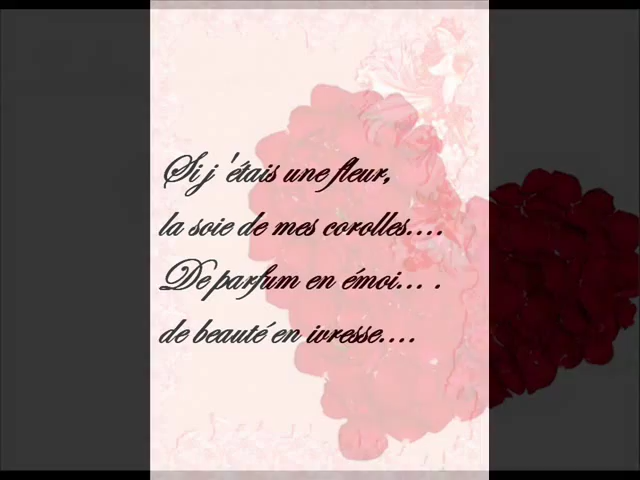 Si j 'étais une fleur,
la soie de mes corolles....
De parfum en émoi... .
de beauté en ivresse....